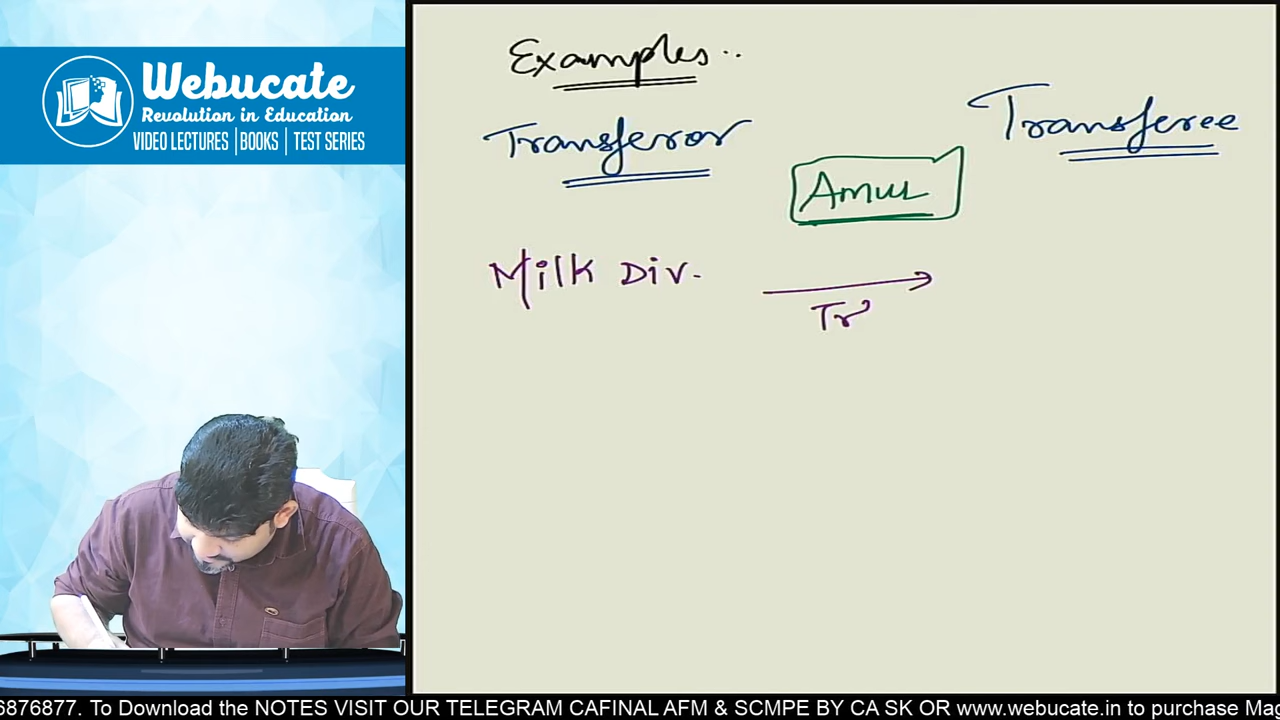 Webucate
Revolution in Education
VIDEO LECTURES | BOOKS | TEST SERIES
Examples..
Transferor
Transferee
Amul
Milk Div.
Tr
6876877. To Download the NOTES VISIT OUR TELEGRAM CAFINAL AFM & SCMPE BY CA SK OR www.webucate.in to purchase Mac